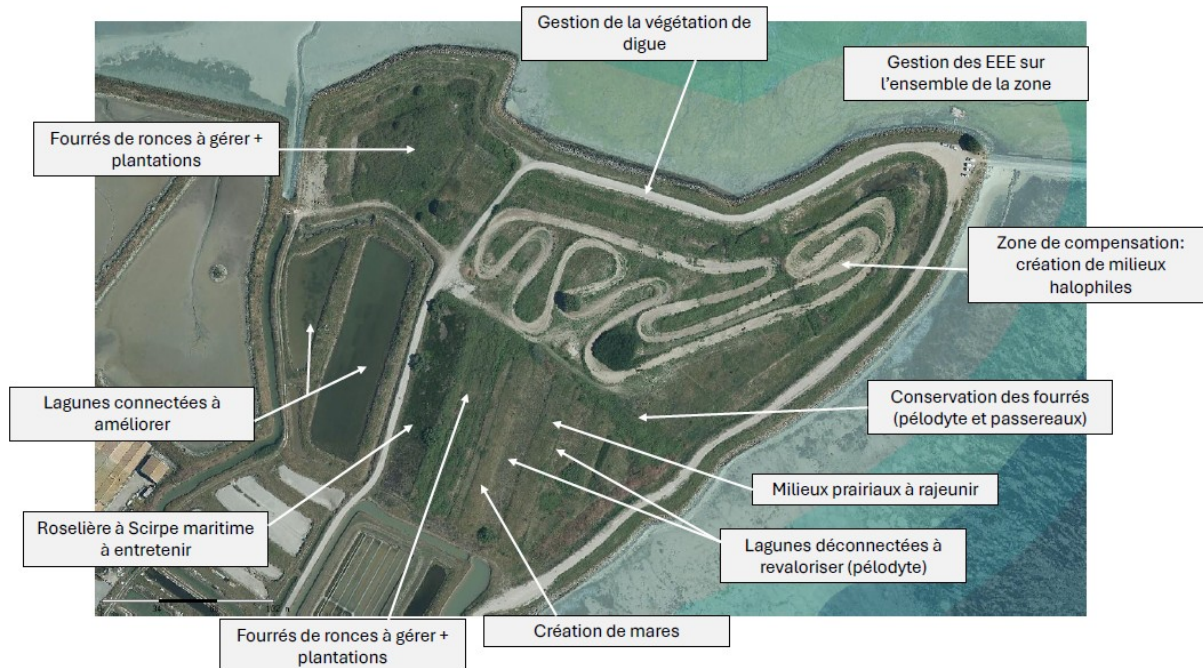 Gestion de la végétation de
digue
Gestion des EEE sur
l’ensemble de la zone
Fourrés de ronces à gérer +
plantations
Zone de compensation:
création de milieux
halophiles
Lagunes connectées à
améliorer
Conservation des fourrés
(pélodyte et passereaux)
Milieux prairiaux à rajeunir
Roselière à Scirpe maritime
à entretenir
Lagunes déconnectées à
revaloriser (pélodyte)
Fourrés de ronces à gérer +
plantations
Création de mares